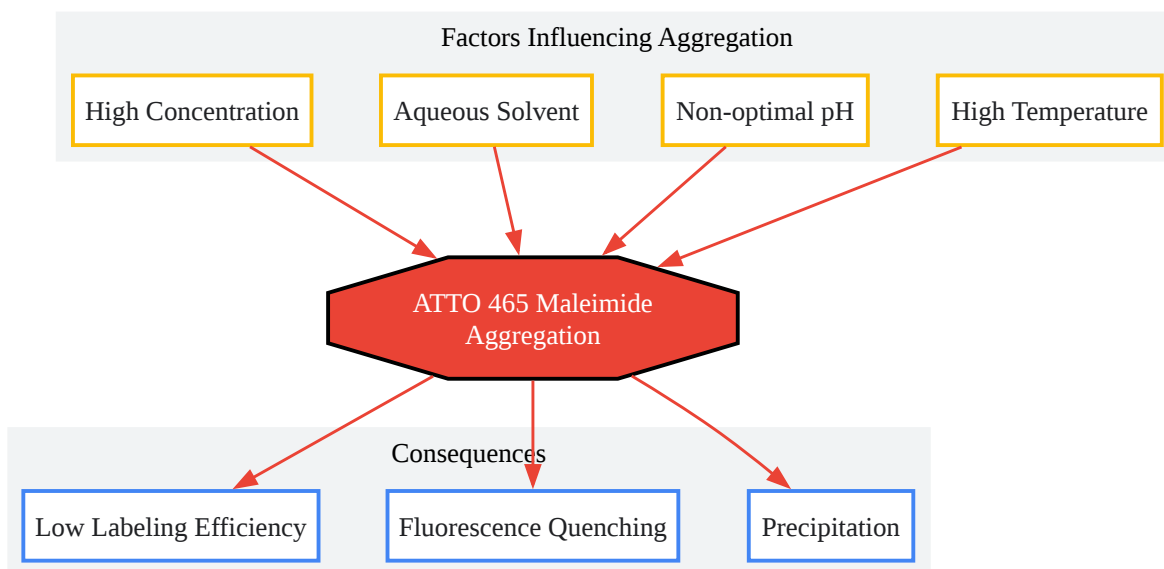 Factors Influencing Aggregation
High Concentration
Aqueous Solvent
Non-optimal pH
High Temperature
ATTO 465 Maleimide
Aggregation
Consequences
Low Labeling Efficiency
Fluorescence Quenching
Precipitation